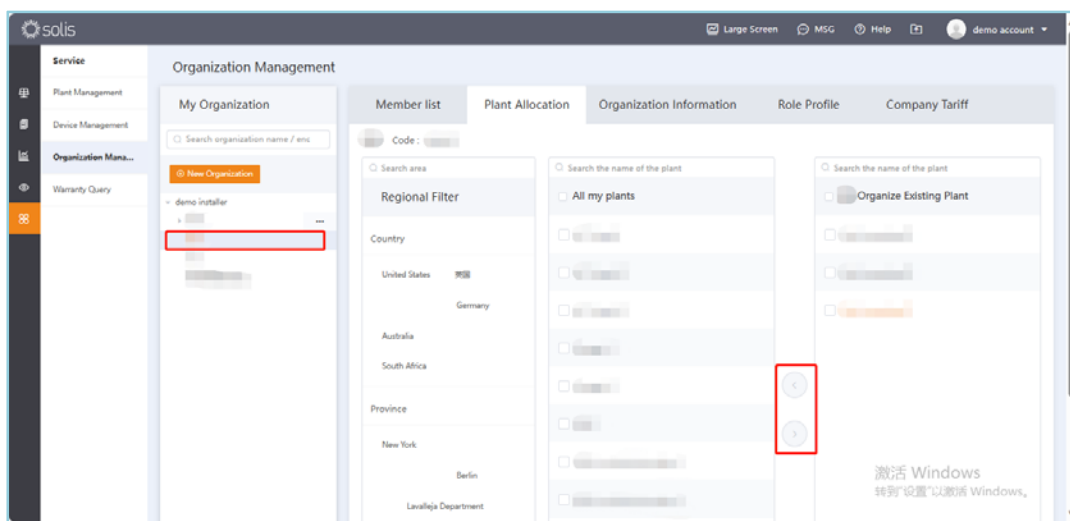 solis
Large Screen
MSG
Help
demo account
Service
Plant Management
Device Management
Organization Mana...
Warranty Query
Organization Management
My Organization
Search organization name / enc
New Organization
demo installer
...
Member list
Plant Allocation
Organization Information
Role Profile
Company Tariff
Code :
Search area
Regional Filter
Country
United States
英国
Germany
Australia
South Africa
Province
New York
Berlin
Lavalleja Department
Search the name of the plant
All my plants
Search the name of the plant
Organize Existing Plant
激活 Windows
转到"设置"以激活 Windows。